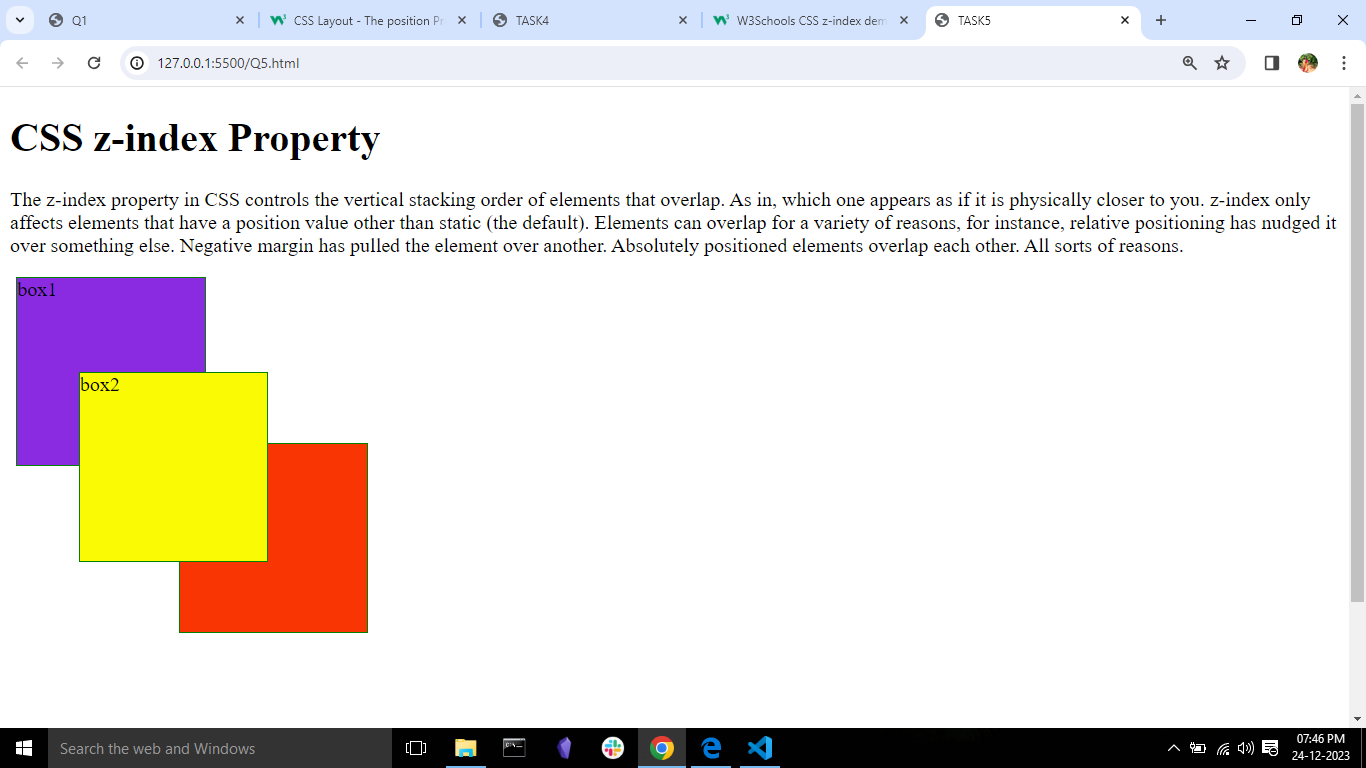 Q1
CSS Layout - The position Pr
TASK4
W3Schools CSS z-index dem
TASK5
127.0.0.1:5500/Q5.html
CSS z-index Property
The z-index property in CSS controls the vertical stacking order of elements that overlap. As in, which one appears as if it is physically closer to you. z-index only
affects elements that have a position value other than static (the default). Elements can overlap for a variety of reasons, for instance, relative positioning has nudged it
over something else. Negative margin has pulled the element over another. Absolutely positioned elements overlap each other. All sorts of reasons.
box1
box2
Search the web and Windows
07:46 PM
24-12-2023